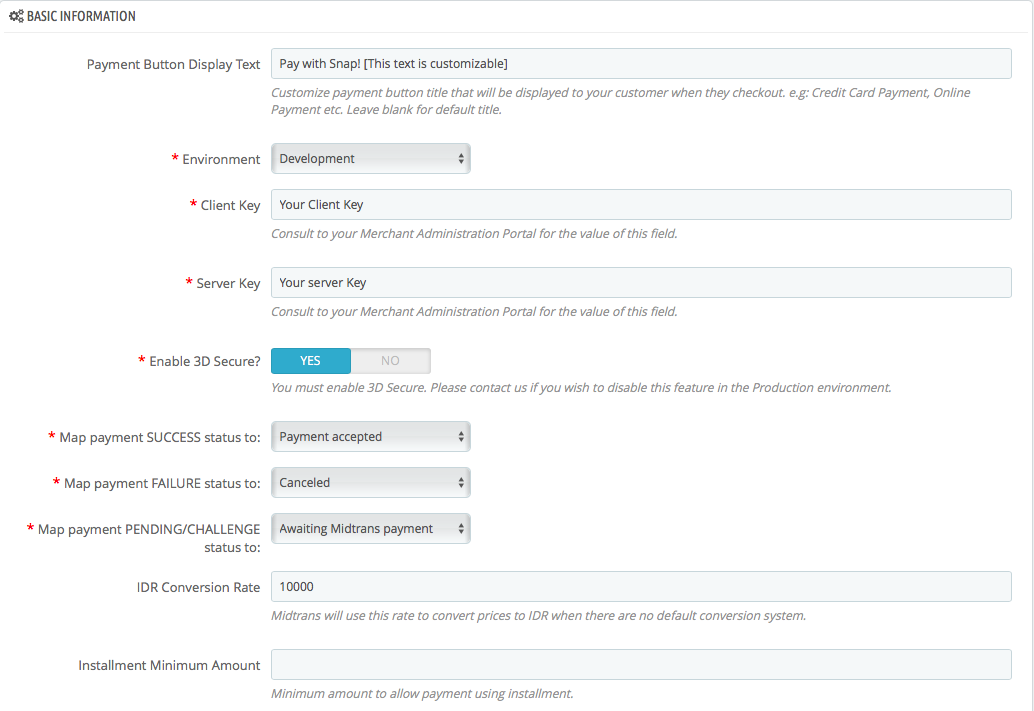 BASIC INFORMATION
Payment Button Display Text
Pay with Snap! [This text is customizable]
Customize payment button title that will be displayed to your customer when they checkout. e.g: Credit Card Payment, Online
Payment etc. Leave blank for default title.
* Environment
Development
* Client Key
Your Client Key
Consult to your Merchant Administration Portal for the value of this field.
* Server Key
Your server Key
Consult to your Merchant Administration Portal for the value of this field.
* Enable 3D Secure?
YES NO
You must enable 3D Secure. Please contact us if you wish to disable this feature in the Production environment.
* Map payment SUCCESS status to:
Payment accepted
* Map payment FAILURE status to:
Canceled
* Map payment PENDING/CHALLENGE
status to:
Awaiting Midtrans payment
IDR Conversion Rate
10000
Midtrans will use this rate to convert prices to IDR when there are no default conversion system.
Installment Minimum Amount
Minimum amount to allow payment using installment.